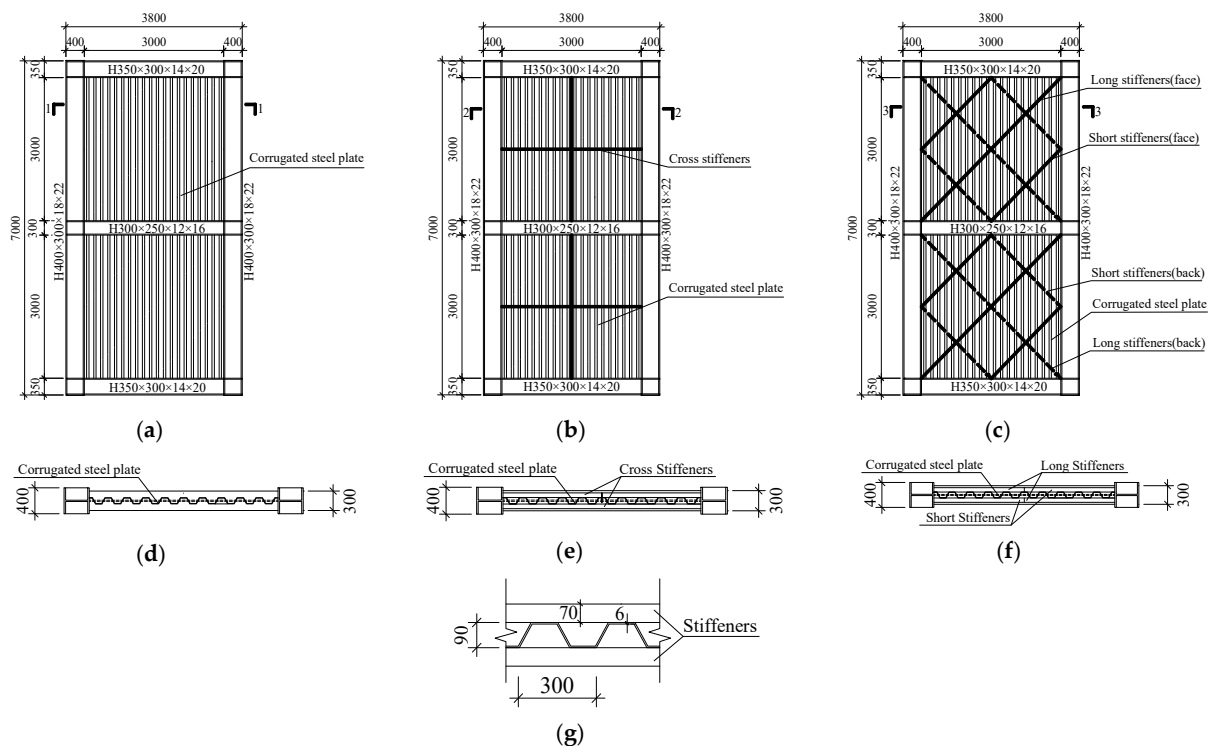 3800
400 3000 400
H350×300×14×20
350
1 1
3000
Corrugated steel plate
7000
H400×300×18×22
H400×300×18×22
300
H300×250×12×16
3000
350
H350×300×14×20
(a)
3800
400 3000 400
H350×300×14×20
350
2 2
3000
Cross stiffeners
7000
H400×300×18×22
H400×300×18×22
300
H300×250×12×16
Corrugated steel plate
3000
350
H350×300×14×20
(b)
3800
400 3000 400
H350×300×14×20
350
Long stiffeners(face)
3 3
Short stiffeners(face)
3000
7000
H400×300×18×22
H400×300×18×22
300
H300×250×12×16
Short stiffeners(back)
Corrugated steel plate
3000
Long stiffeners(back)
350
H350×300×14×20
(c)
Corrugated steel plate
400
300
(d)
Corrugated steel plate Cross Stiffeners
400
300
(e)
Corrugated steel plate Long Stiffeners
400
300
Short Stiffeners
(f)
70 6
90
Stiffeners
300
(g)